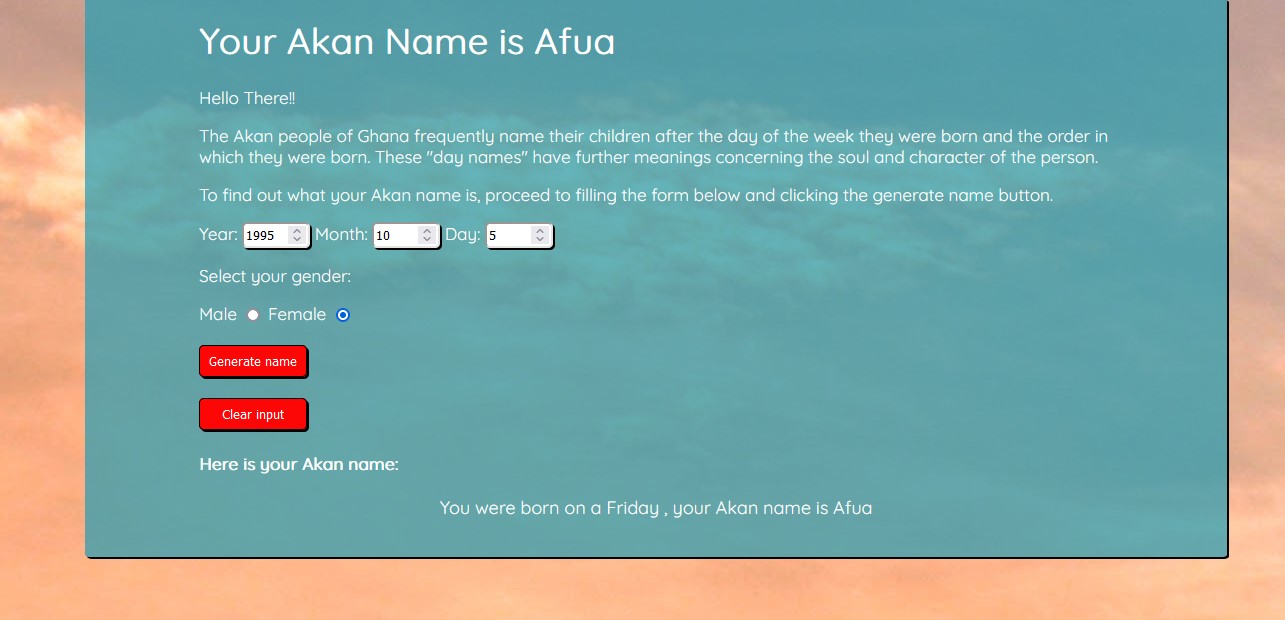 Your Akan Name is Afua
Hello There!!
The Akan people of Ghana frequently name their children after the day of the week they were born and the order in
which they were born. These "day names" have further meanings concerning the soul and character of the person.
To find out what your Akan name is, proceed to filling the form below and clicking the generate name button.
Year: 1995 Month: 10 Day: 5
Select your gender:
Male Female
Generate name
Clear input
Here is your Akan name:
You were born on a Friday , your Akan name is Afua